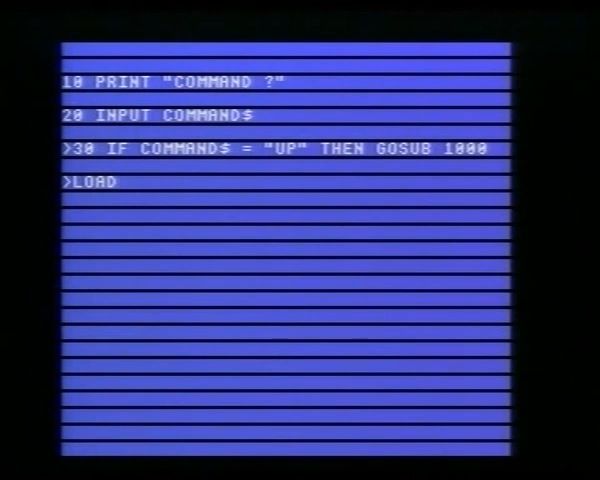 10 PRINT "COMMAND ?"
20 INPUT COMMAND$
>30 IF COMMAND$ = "UP" THEN GOSUB 1000
>LOAD